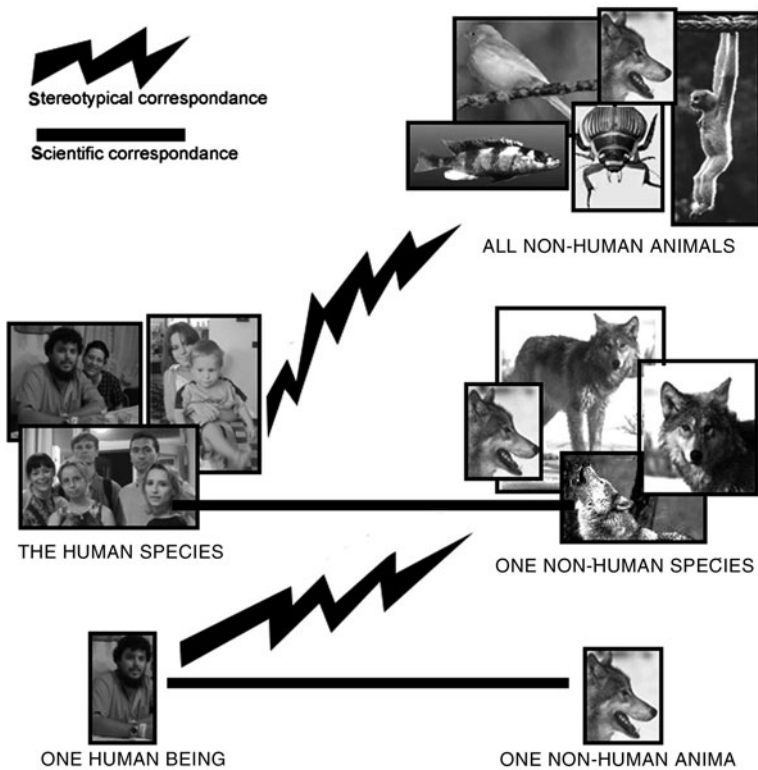 Stereotypical correspondance
Scientific correspondance
ALL NON-HUMAN ANIMALS
THE HUMAN SPECIES
ONE NON-HUMAN SPECIES
ONE HUMAN BEING
ONE NON-HUMAN ANIMA